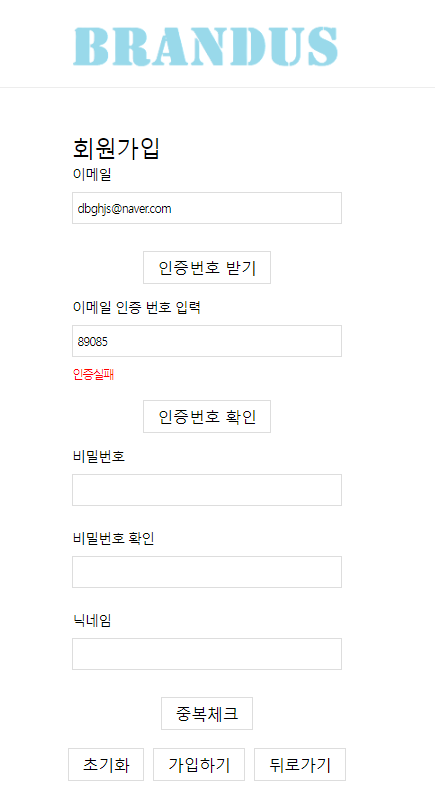 BRANDUS
회원가입
이메일
dbghjs@naver.com
인증번호 받기
이메일 인증 번호 입력
89085
인증실패
인증번호 확인
비밀번호
비밀번호 확인
닉네임
중복체크
초기화 가입하기 뒤로가기